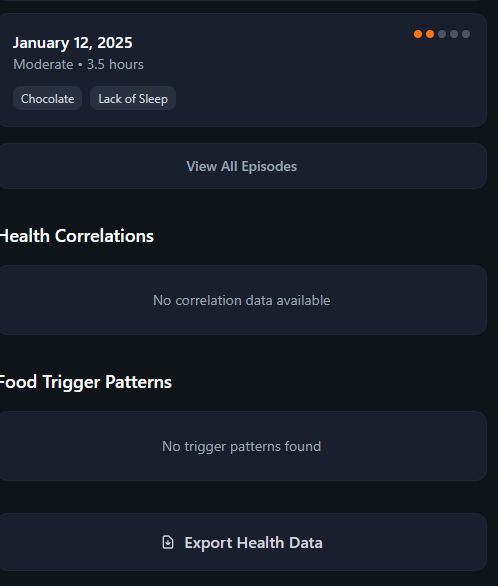 January 12, 2025
Moderate • 3.5 hours
Chocolate Lack of Sleep
View All Episodes
Health Correlations
No correlation data available
Food Trigger Patterns
No trigger patterns found
Export Health Data